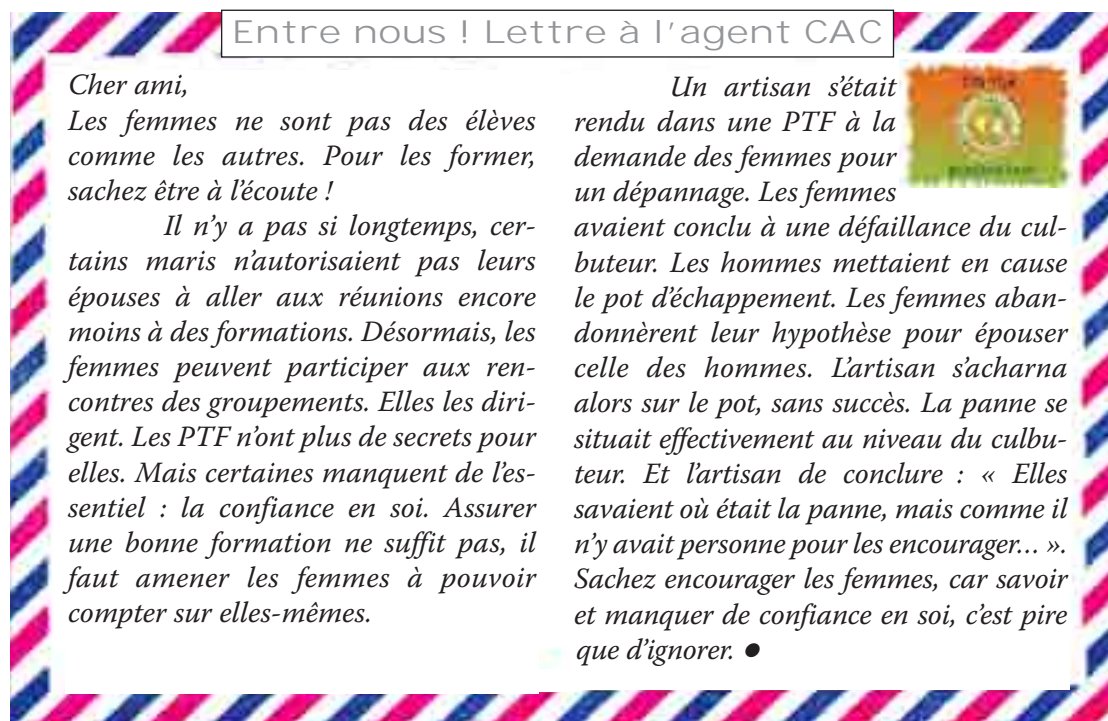 Entre nous ! Lettre à l'agent CAC
Cher ami,
Les femmes ne sont pas des élèves
comme les autres. Pour les former,
sachez être à l'écoute !
Il n'y a pas si longtemps, cer-
tains maris n'autorisaient pas leurs
épouses à aller aux réunions encore
moins à des formations. Désormais, les
femmes peuvent participer aux ren-
contres des groupements. Elles les diri-
gent. Les PTF n'ont plus de secrets pour
elles. Mais certaines manquent de l'es-
sentiel : la confiance en soi. Assurer
une bonne formation ne suffit pas, il
faut amener les femmes à pouvoir
compter sur elles-mêmes.
Un artisan s'était
rendu dans une PTF à la
demande des femmes pour
un dépannage. Les femmes
avaient conclu à une défaillance du cul-
buteur. Les hommes mettaient en cause
le pot d'échappement. Les femmes aban-
donnèrent leur hypothèse pour épouser
celle des hommes. L'artisan s'acharna
alors sur le pot, sans succès. La panne se
situait effectivement au niveau du culbu-
teur. Et l'artisan de conclure : « Elles
savaient où était la panne, mais comme il
n'y avait personne pour les encourager… ».
Sachez encourager les femmes, car savoir
et manquer de confiance en soi, c'est pire
que d'ignorer. ●